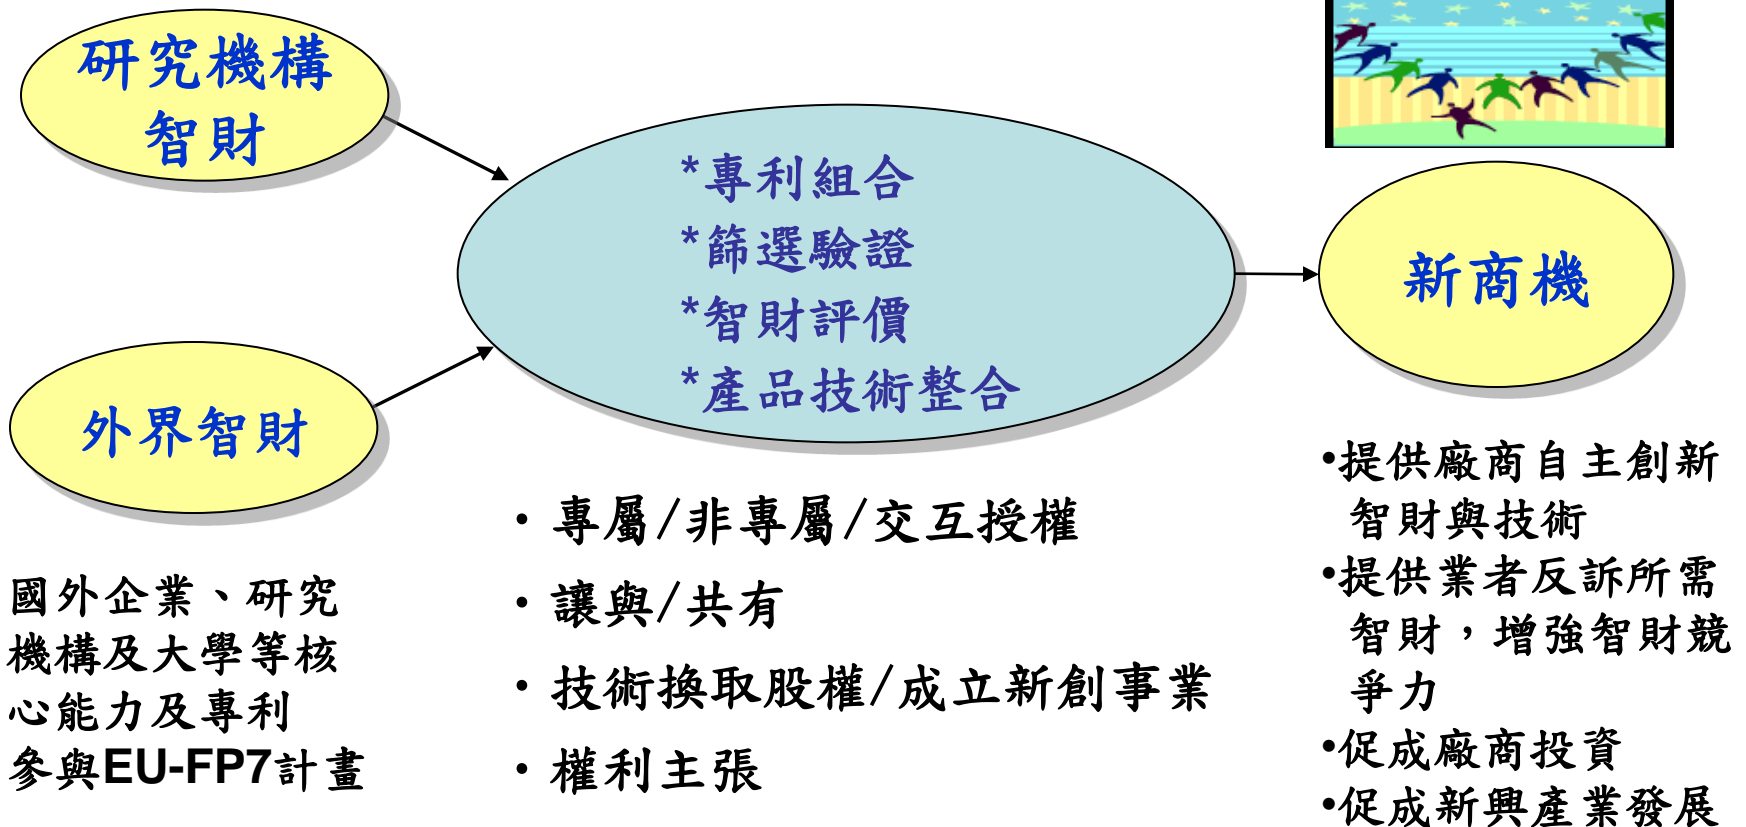 研究機構
智財
外界智財
國外企業、研究
機構及大學等核
心能力及專利
參與EU-FP7計畫
*專利組合
*篩選驗證
*智財評價
*產品技術整合
‧專屬/非專屬/交互授權
‧讓與/共有
‧技術換取股權/成立新創事業
‧權利主張
新商機
•提供廠商自主創新
智財與技術
•提供業者反訴所需
智財，增強智財競
爭力
•促成廠商投資
•促成新興產業發展